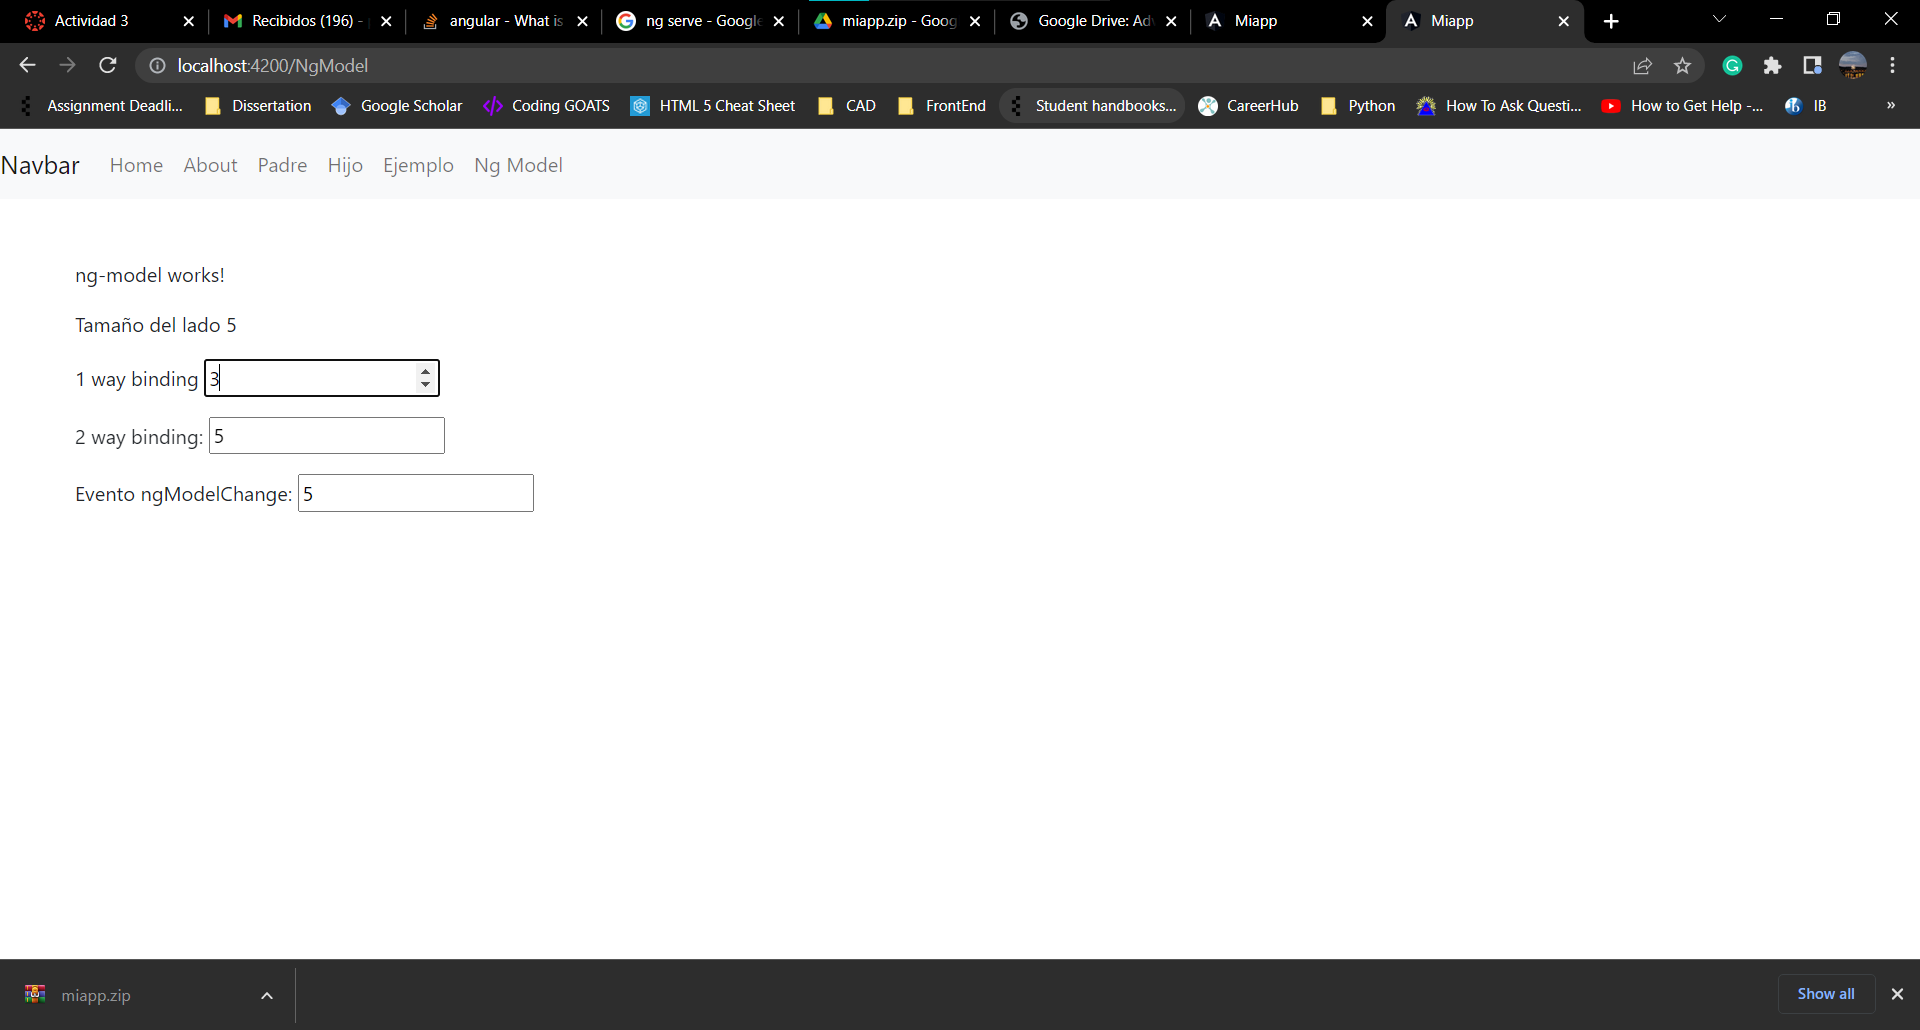 Actividad 3
Recibidos (196) -
angular - What is
ng serve - Google
miapp.zip - Goog
Google Drive: Ad
Miapp
Miapp
localhost:4200/NgModel
Assignment Deadli...
Dissertation
Google Scholar
Coding GOATS
HTML 5 Cheat Sheet
CAD
FrontEnd
Student handbooks...
CareerHub
Python
How To Ask Questi...
How to Get Help -...
IB
»
Navbar Home About Padre Hijo Ejemplo Ng Model
ng-model works!
Tamaño del lado 5
1 way binding 3
2 way binding: 5
Evento ngModelChange: 5
miapp.zip
Show all